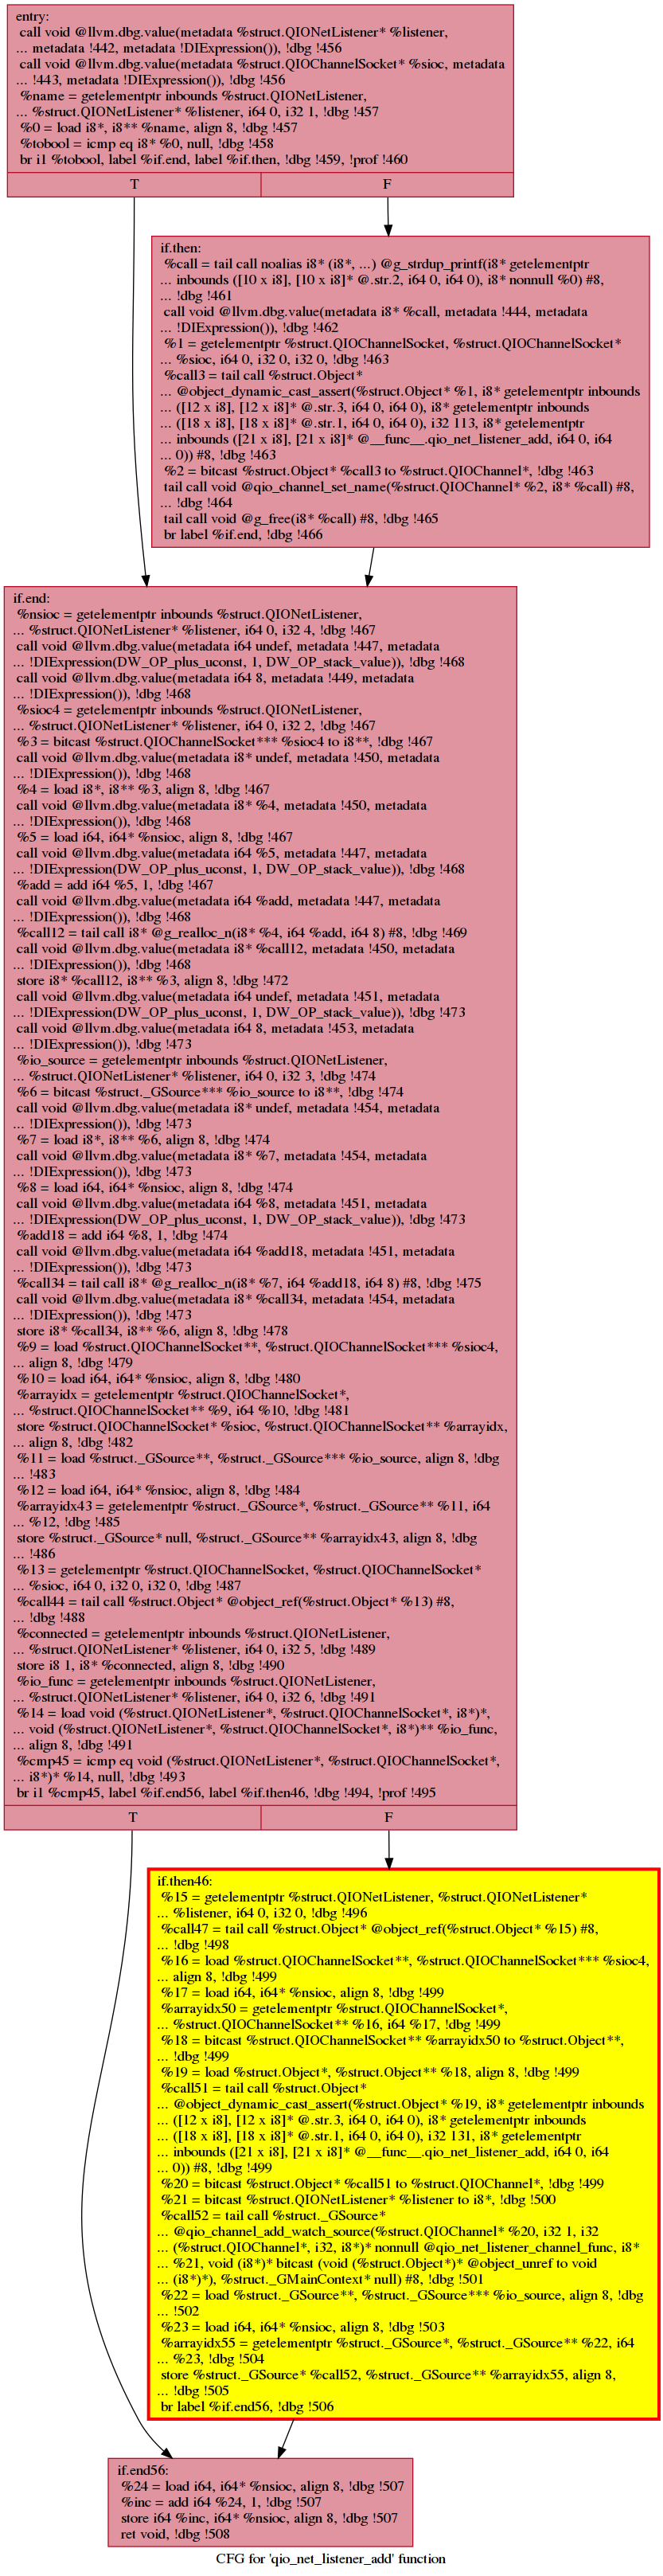 entry:
call void @llvm.dbg.value(metadata %struct.QIONetListener* %listener,
... metadata !442, metadata !DIExpression()), !dbg !456
call void @llvm.dbg.value(metadata %struct.QIOChannelSocket* %sioc, metadata
... !443, metadata !DIExpression()), !dbg !456
%name = getelementptr inbounds %struct.QIONetListener,
... %struct.QIONetListener* %listener, i64 0, i32 1, !dbg !457
%0 = load i8*, i8** %name, align 8, !dbg !457
%tobool = icmp eq i8* %0, null, !dbg !458
br i1 %tobool, label %if.end, label %if.then, !dbg !459, !prof !460
T F
if.then:
%call = tail call noalias i8* (i8*, ...) @g_strdup_printf(i8* getelementptr
... inbounds ([10 x i8], [10 x i8]* @.str.2, i64 0, i64 0), i8* nonnull %0) #8,
... !dbg !461
call void @llvm.dbg.value(metadata i8* %call, metadata !444, metadata
... !DIExpression()), !dbg !462
%1 = getelementptr %struct.QIOChannelSocket, %struct.QIOChannelSocket*
... %sioc, i64 0, i32 0, i32 0, !dbg !463
%call3 = tail call %struct.Object*
... @object_dynamic_cast_assert(%struct.Object* %1, i8* getelementptr inbounds
... ([12 x i8], [12 x i8]* @.str.3, i64 0, i64 0), i8* getelementptr inbounds
... ([18 x i8], [18 x i8]* @.str.1, i64 0, i64 0), i32 113, i8* getelementptr
... inbounds ([21 x i8], [21 x i8]* @__func__.qio_net_listener_add, i64 0, i64
... 0)) #8, !dbg !463
%2 = bitcast %struct.Object* %call3 to %struct.QIOChannel*, !dbg !463
tail call void @qio_channel_set_name(%struct.QIOChannel* %2, i8* %call) #8,
... !dbg !464
tail call void @g_free(i8* %call) #8, !dbg !465
br label %if.end, !dbg !466
if.end:
%nsioc = getelementptr inbounds %struct.QIONetListener,
... %struct.QIONetListener* %listener, i64 0, i32 4, !dbg !467
call void @llvm.dbg.value(metadata i64 undef, metadata !447, metadata
... !DIExpression(DW_OP_plus_uconst, 1, DW_OP_stack_value)), !dbg !468
call void @llvm.dbg.value(metadata i64 8, metadata !449, metadata
... !DIExpression()), !dbg !468
%sioc4 = getelementptr inbounds %struct.QIONetListener,
... %struct.QIONetListener* %listener, i64 0, i32 2, !dbg !467
%3 = bitcast %struct.QIOChannelSocket*** %sioc4 to i8**, !dbg !467
call void @llvm.dbg.value(metadata i8* undef, metadata !450, metadata
... !DIExpression()), !dbg !468
%4 = load i8*, i8** %3, align 8, !dbg !467
call void @llvm.dbg.value(metadata i8* %4, metadata !450, metadata
... !DIExpression()), !dbg !468
%5 = load i64, i64* %nsioc, align 8, !dbg !467
call void @llvm.dbg.value(metadata i64 %5, metadata !447, metadata
... !DIExpression(DW_OP_plus_uconst, 1, DW_OP_stack_value)), !dbg !468
%add = add i64 %5, 1, !dbg !467
call void @llvm.dbg.value(metadata i64 %add, metadata !447, metadata
... !DIExpression()), !dbg !468
%call12 = tail call i8* @g_realloc_n(i8* %4, i64 %add, i64 8) #8, !dbg !469
call void @llvm.dbg.value(metadata i8* %call12, metadata !450, metadata
... !DIExpression()), !dbg !468
store i8* %call12, i8** %3, align 8, !dbg !472
call void @llvm.dbg.value(metadata i64 undef, metadata !451, metadata
... !DIExpression(DW_OP_plus_uconst, 1, DW_OP_stack_value)), !dbg !473
call void @llvm.dbg.value(metadata i64 8, metadata !453, metadata
... !DIExpression()), !dbg !473
%io_source = getelementptr inbounds %struct.QIONetListener,
... %struct.QIONetListener* %listener, i64 0, i32 3, !dbg !474
%6 = bitcast %struct._GSource*** %io_source to i8**, !dbg !474
call void @llvm.dbg.value(metadata i8* undef, metadata !454, metadata
... !DIExpression()), !dbg !473
%7 = load i8*, i8** %6, align 8, !dbg !474
call void @llvm.dbg.value(metadata i8* %7, metadata !454, metadata
... !DIExpression()), !dbg !473
%8 = load i64, i64* %nsioc, align 8, !dbg !474
call void @llvm.dbg.value(metadata i64 %8, metadata !451, metadata
... !DIExpression(DW_OP_plus_uconst, 1, DW_OP_stack_value)), !dbg !473
%add18 = add i64 %8, 1, !dbg !474
call void @llvm.dbg.value(metadata i64 %add18, metadata !451, metadata
... !DIExpression()), !dbg !473
%call34 = tail call i8* @g_realloc_n(i8* %7, i64 %add18, i64 8) #8, !dbg !475
call void @llvm.dbg.value(metadata i8* %call34, metadata !454, metadata
... !DIExpression()), !dbg !473
store i8* %call34, i8** %6, align 8, !dbg !478
%9 = load %struct.QIOChannelSocket**, %struct.QIOChannelSocket*** %sioc4,
... align 8, !dbg !479
%10 = load i64, i64* %nsioc, align 8, !dbg !480
%arrayidx = getelementptr %struct.QIOChannelSocket*,
... %struct.QIOChannelSocket** %9, i64 %10, !dbg !481
store %struct.QIOChannelSocket* %sioc, %struct.QIOChannelSocket** %arrayidx,
... align 8, !dbg !482
%11 = load %struct._GSource**, %struct._GSource*** %io_source, align 8, !dbg
... !483
%12 = load i64, i64* %nsioc, align 8, !dbg !484
%arrayidx43 = getelementptr %struct._GSource*, %struct._GSource** %11, i64
... %12, !dbg !485
store %struct._GSource* null, %struct._GSource** %arrayidx43, align 8, !dbg
... !486
%13 = getelementptr %struct.QIOChannelSocket, %struct.QIOChannelSocket*
... %sioc, i64 0, i32 0, i32 0, !dbg !487
%call44 = tail call %struct.Object* @object_ref(%struct.Object* %13) #8,
... !dbg !488
%connected = getelementptr inbounds %struct.QIONetListener,
... %struct.QIONetListener* %listener, i64 0, i32 5, !dbg !489
store i8 1, i8* %connected, align 8, !dbg !490
%io_func = getelementptr inbounds %struct.QIONetListener,
... %struct.QIONetListener* %listener, i64 0, i32 6, !dbg !491
%14 = load void (%struct.QIONetListener*, %struct.QIOChannelSocket*, i8*)*,
... void (%struct.QIONetListener*, %struct.QIOChannelSocket*, i8*)** %io_func,
... align 8, !dbg !491
%cmp45 = icmp eq void (%struct.QIONetListener*, %struct.QIOChannelSocket*,
... i8*)* %14, null, !dbg !493
br i1 %cmp45, label %if.end56, label %if.then46, !dbg !494, !prof !495
T F
if.then46:
%15 = getelementptr %struct.QIONetListener, %struct.QIONetListener*
... %listener, i64 0, i32 0, !dbg !496
%call47 = tail call %struct.Object* @object_ref(%struct.Object* %15) #8,
... !dbg !498
%16 = load %struct.QIOChannelSocket**, %struct.QIOChannelSocket*** %sioc4,
... align 8, !dbg !499
%17 = load i64, i64* %nsioc, align 8, !dbg !499
%arrayidx50 = getelementptr %struct.QIOChannelSocket*,
... %struct.QIOChannelSocket** %16, i64 %17, !dbg !499
%18 = bitcast %struct.QIOChannelSocket** %arrayidx50 to %struct.Object**,
... !dbg !499
%19 = load %struct.Object*, %struct.Object** %18, align 8, !dbg !499
%call51 = tail call %struct.Object*
... @object_dynamic_cast_assert(%struct.Object* %19, i8* getelementptr inbounds
... ([12 x i8], [12 x i8]* @.str.3, i64 0, i64 0), i8* getelementptr inbounds
... ([18 x i8], [18 x i8]* @.str.1, i64 0, i64 0), i32 131, i8* getelementptr
... inbounds ([21 x i8], [21 x i8]* @__func__.qio_net_listener_add, i64 0, i64
... 0)) #8, !dbg !499
%20 = bitcast %struct.Object* %call51 to %struct.QIOChannel*, !dbg !499
%21 = bitcast %struct.QIONetListener* %listener to i8*, !dbg !500
%call52 = tail call %struct._GSource*
... @qio_channel_add_watch_source(%struct.QIOChannel* %20, i32 1, i32
... (%struct.QIOChannel*, i32, i8*)* nonnull @qio_net_listener_channel_func, i8*
... %21, void (i8*)* bitcast (void (%struct.Object*)* @object_unref to void
... (i8*)*), %struct._GMainContext* null) #8, !dbg !501
%22 = load %struct._GSource**, %struct._GSource*** %io_source, align 8, !dbg
... !502
%23 = load i64, i64* %nsioc, align 8, !dbg !503
%arrayidx55 = getelementptr %struct._GSource*, %struct._GSource** %22, i64
... %23, !dbg !504
store %struct._GSource* %call52, %struct._GSource** %arrayidx55, align 8,
... !dbg !505
br label %if.end56, !dbg !506
if.end56:
%24 = load i64, i64* %nsioc, align 8, !dbg !507
%inc = add i64 %24, 1, !dbg !507
store i64 %inc, i64* %nsioc, align 8, !dbg !507
ret void, !dbg !508
CFG for 'qio_net_listener_add' function